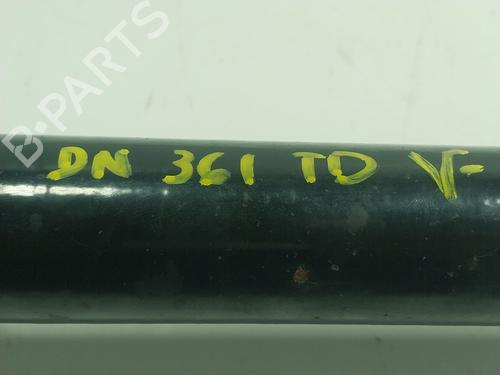 B-PARTS
DN 361 TD V-